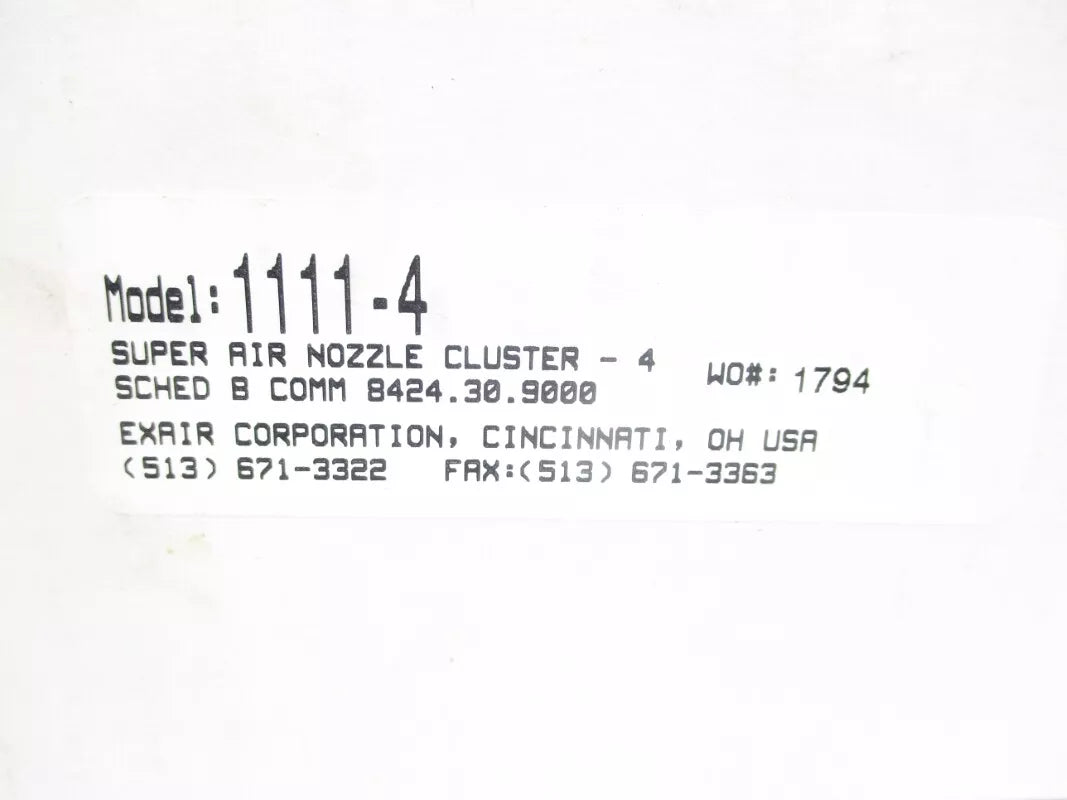 Model: 1111-4
SUPER AIR NOZZLE CLUSTER - 4
SCHED B COMM 8424.30.9000
WO#: 1794
EXAIR CORPORATION, CINCINNATI, OH USA
(513) 671-3322 FAX:(513) 671-3363